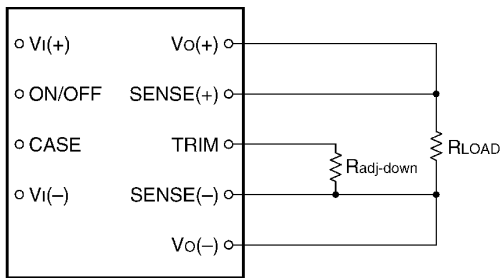 VI(+)
VO(+)
ON/OFF
SENSE(+)
CASE
TRIM
RLOAD
Radj-down
VI(–)
SENSE(–)
VO(–)